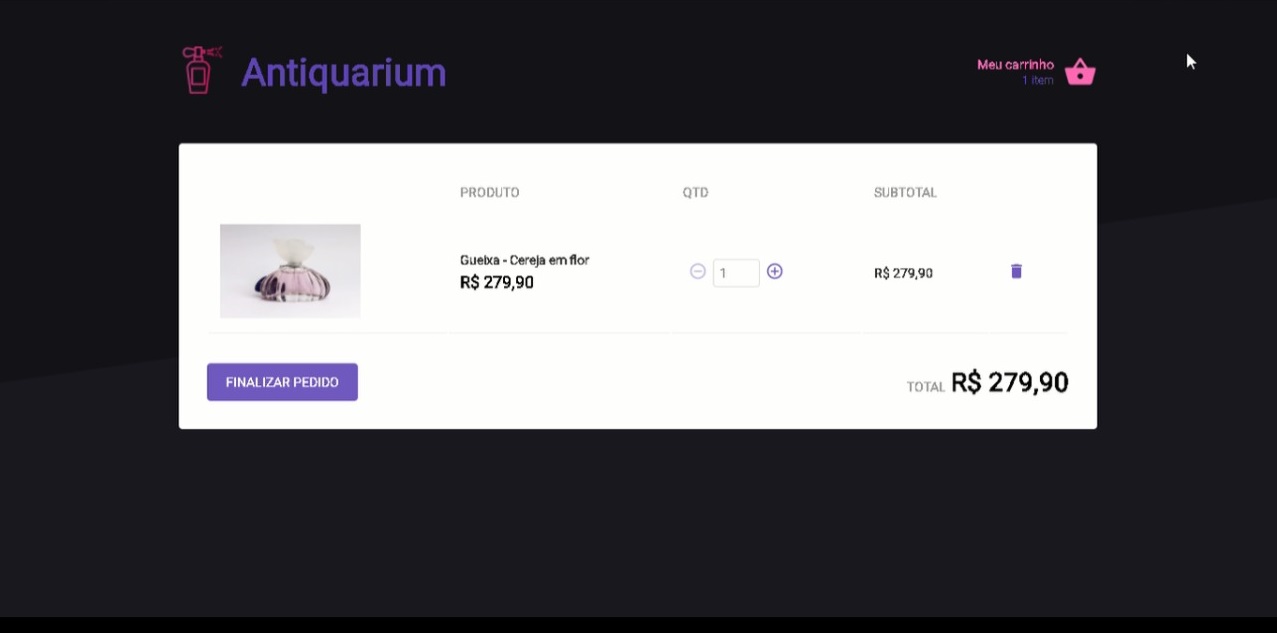 Antiquarium
Meu carrinho
1 item
PRODUTO QTD SUBTOTAL
Gueixa - Cereja em flor
R$ 279,90
1
R$ 279,90
FINALIZAR PEDIDO
TOTAL R$ 279,90